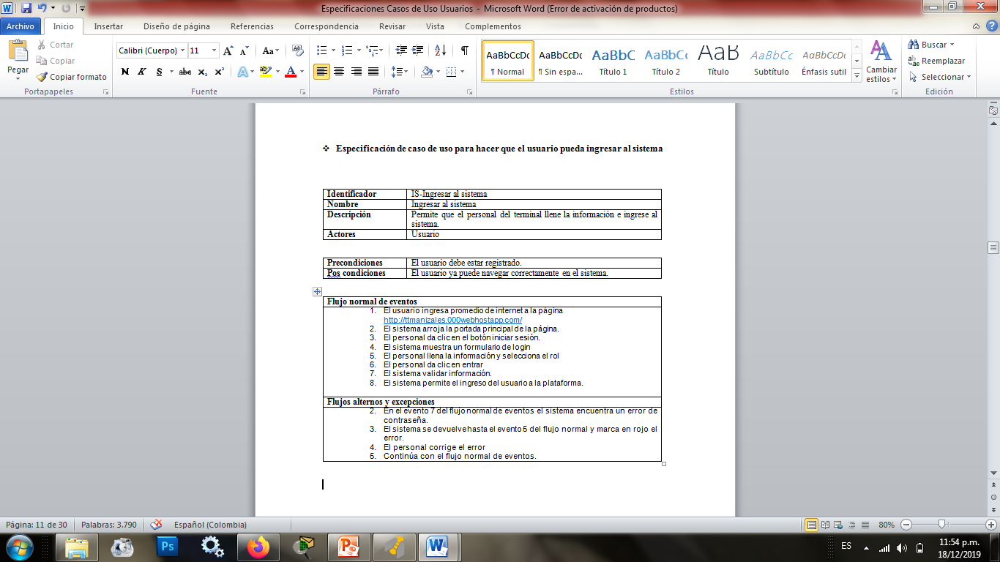 Especificaciones Casos de Uso Usuarios - Microsoft Word (Error de activación de productos)
Archivo Inicio Insertar Diseño de página Referencias Correspondencia Revisar Vista Complementos
Pegar
Cortar
Copiar
Copiar formato
Portapapeles
Calibri (Cuerpo) 11
N K S abc x₂ x²
Fuente
Párrafo
AaBbCcDc AaBbCcDc AaBbC AaBbCc AaB AaBbCc AaBbCcDc
¶ Normal ¶ Sin espa... Título 1 Título 2 Título Subtítulo Énfasis sutil
Cambiar estilos
Estilos
Buscar
Reemplazar
Seleccionar
Edición
❖ Especificación de caso de uso para hacer que el usuario pueda ingresar al sistema
Identificador IS-Ingresar al sistema
Nombre Ingresar al sistema
Descripción Permite que el personal del terminal llene la información e ingrese al
sistema.
Actores Usuario
Precondiciones El usuario debe estar registrado.
Pos condiciones El usuario ya puede navegar correctamente en el sistema.
Flujo normal de eventos
1. El usuario ingresa promedio de internet a la página
http://ttmanizales.000webhostapp.com/
2. El sistema arroja la portada principal de la página.
3. El personal da clic en el botón iniciar sesión.
4. El sistema muestra un formulario de login
5. El personal llena la información y selecciona el rol
6. El personal da clic en entrar
7. El sistema validar información.
8. El sistema permite el ingreso del usuario a la plataforma.
Flujos alternos y excepciones
2. En el evento 7 del flujo normal de eventos el sistema encuentra un error de
contraseña.
3. El sistema se devuelve hasta el evento 5 del flujo normal y marca en rojo el
error.
4. El personal corrige el error
5. Continúa con el flujo normal de eventos.
Página: 11 de 30 Palabras: 3.790 Español (Colombia) 80%
Ps
ES
11:54 p.m.
18/12/2019